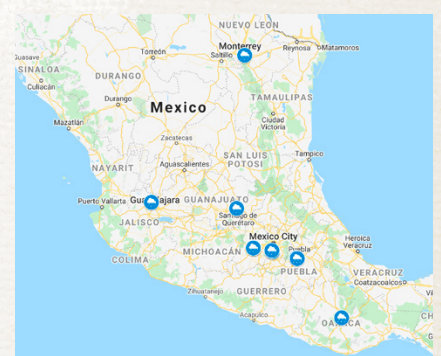 NUEVO LEON
Monterrey
Torreón
Saltillo
Reynosa
Matamoros
Guasave
SINALOA
DURANGO
Culiacán
Durango
Mexico
TAMAULIPAS
Mazatlán
Ciudad
Victoria
Zacatecas
SAN LUIS
POTOSI
Tampico
NAYARIT
Aguascalientes
Puerto Vallarta
GUANAJUATO
JALISCO
Santiago de
Querétaro
Mexico City
Heroica
Veracruz
COLIMA
MICHOACÁN
Puebla
PUEBLA
VERACRUZ
Coatzacoalcos
Zihuatanejo
GUERRERO
Acapulco